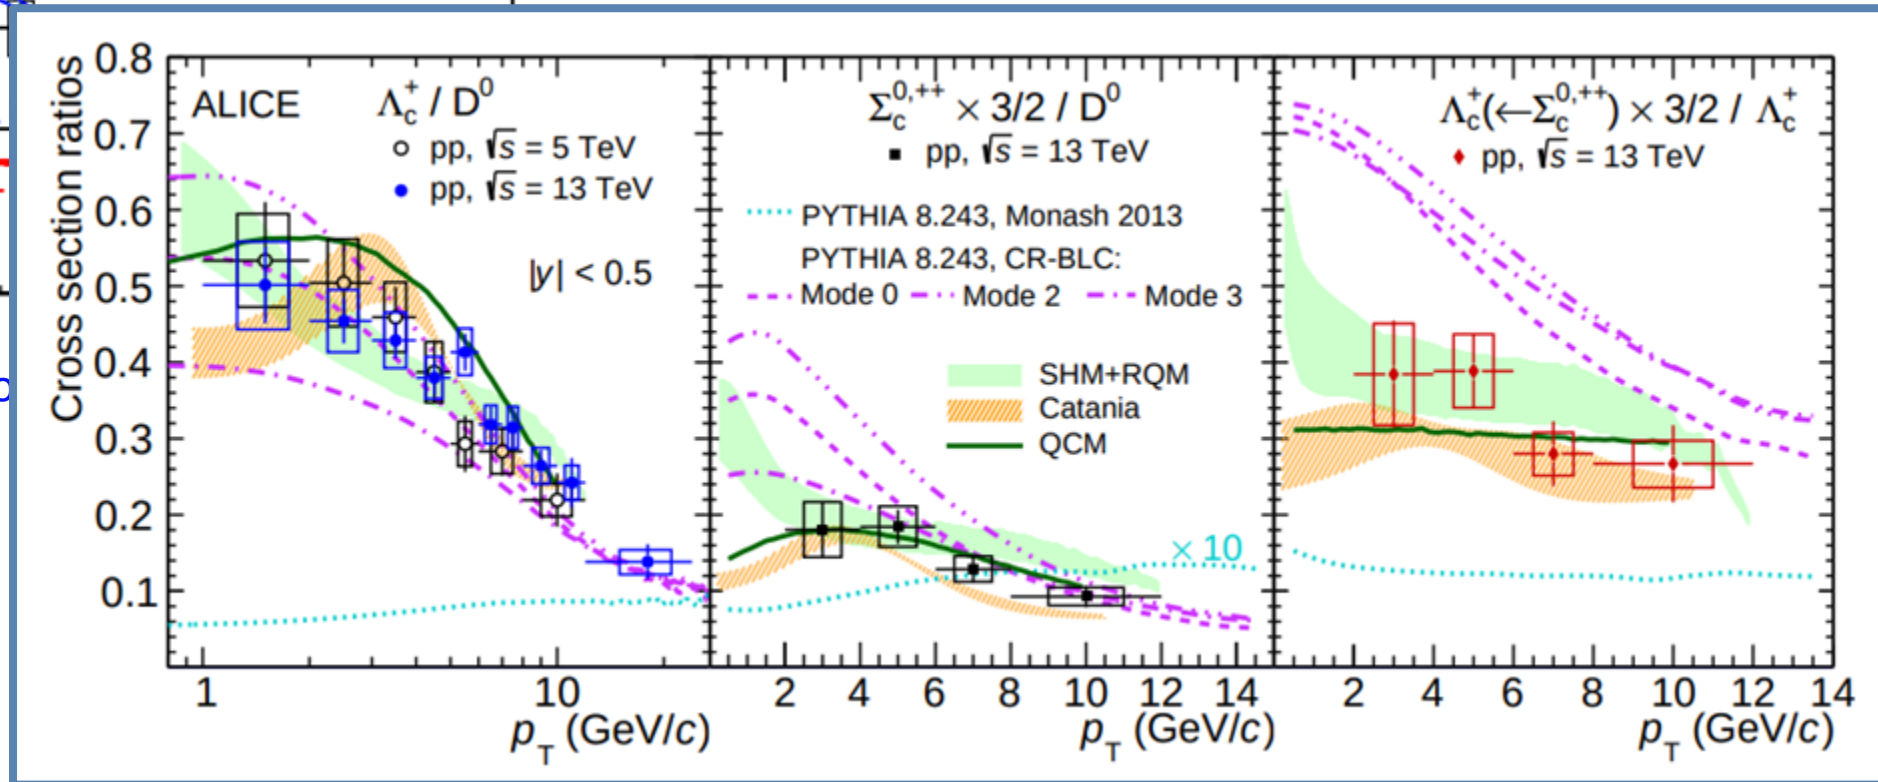 Cross section ratios
0.8
0.7
0.6
0.5
0.4
0.3
0.2
0.1
ALICE
Λc+ / D0
pp, √s = 5 TeV
pp, √s = 13 TeV
|y| < 0.5
1 10
pT (GeV/c)
Σc0,++ × 3/2 / D0
pp, √s = 13 TeV
PYTHIA 8.243, Monash 2013
PYTHIA 8.243, CR-BLC:
Mode 0 Mode 2 Mode 3
SHM+RQM
Catania
QCM
× 10
2 4 6 8 10 12 14
pT (GeV/c)
Λc+(←Σc0,++) × 3/2 / Λc+
pp, √s = 13 TeV
2 4 6 8 10 12 14
pT (GeV/c)